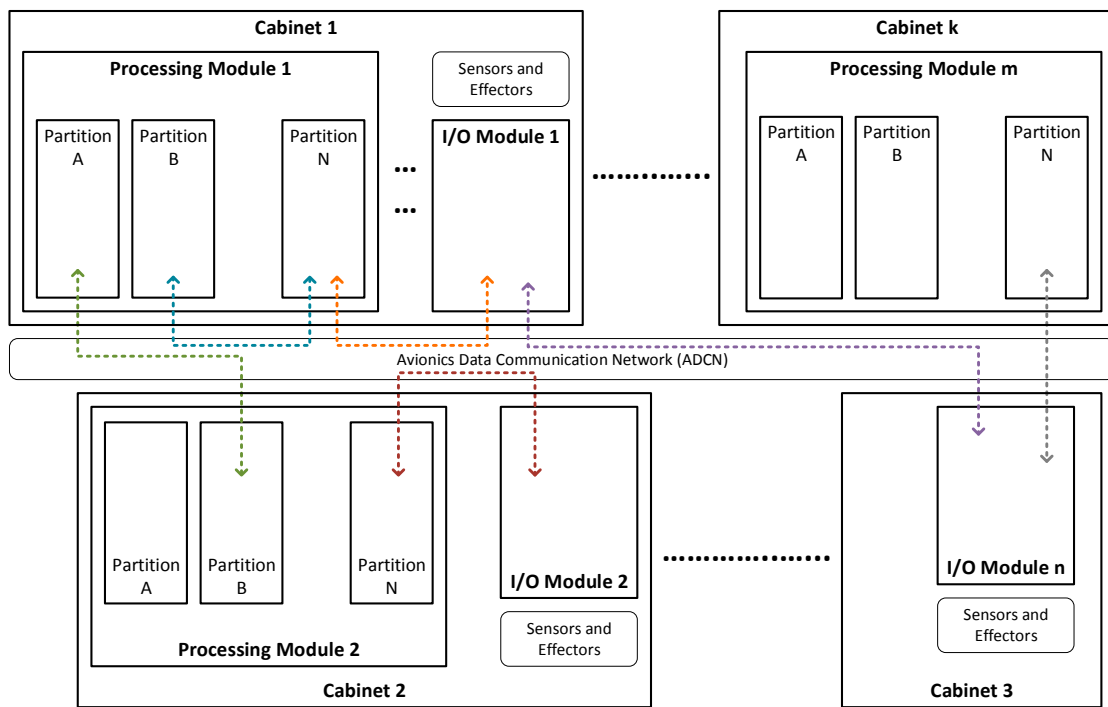 Cabinet 1
Processing Module 1
Partition
A
Partition
B
Partition
N
...
...
Sensors and
Effectors
I/O Module 1
Cabinet k
Processing Module m
Partition
A
Partition
B
Partition
N
Avionics Data Communication Network (ADCN)
Partition
A
Partition
B
Partition
N
Processing Module 2
I/O Module 2
Sensors and
Effectors
Cabinet 2
I/O Module n
Sensors and
Effectors
Cabinet 3